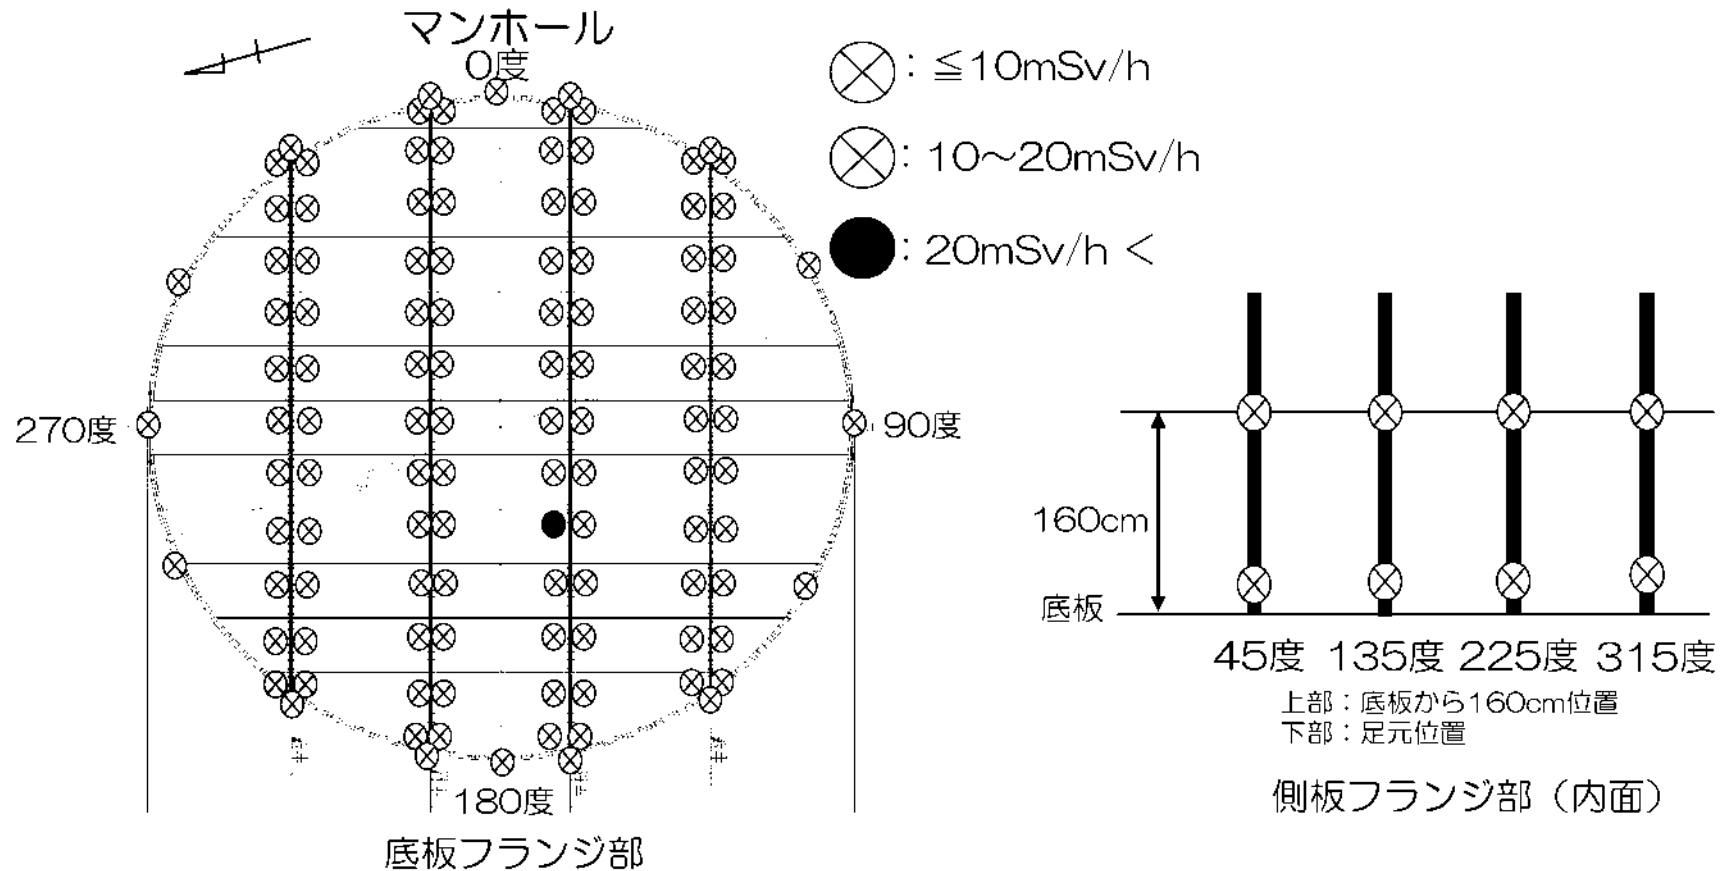 マンホール
0度
270度
90度
180度
底板フランジ部
：≦10mSv/h
：10～20mSv/h
：20mSv/h＜
160cm
底板
45度 135度 225度 315度
上部：底板から160cm位置
下部：足元位置
側板フランジ部（内面）